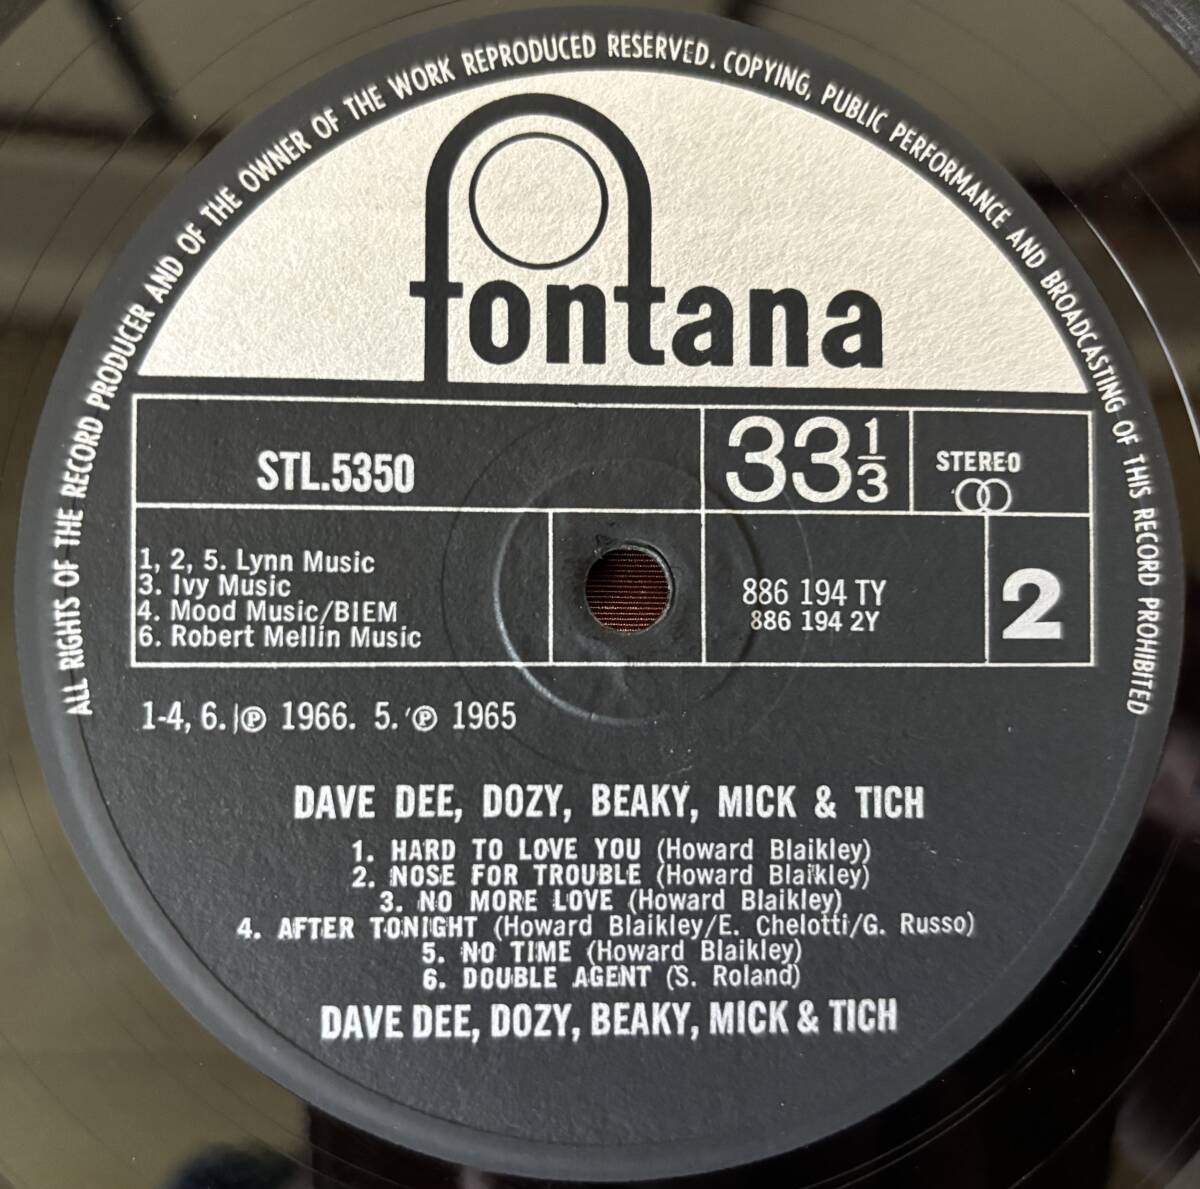 ALL RIGHTS OF THE RECORD PRODUCER AND OF THE OWNER OF THE WORK REPRODUCED RESERVED. COPYING, PUBLIC PERFORMANCE AND BROADCASTING OF THIS RECORD PROHIBITED
fontana
STL.5350
33 1/3
STEREO
1, 2, 5. Lynn Music
3. Ivy Music
4. Mood Music/BIEM
6. Robert Mellin Music
886 194 TY
886 194 2Y
2
1-4, 6. ℗ 1966. 5. ℗ 1965
DAVE DEE, DOZY, BEAKY, MICK & TICH
1. HARD TO LOVE YOU (Howard Blaikley)
2. NOSE FOR TROUBLE (Howard Blaikley)
3. NO MORE LOVE (Howard Blaikley)
4. AFTER TONIGHT (Howard Blaikley/E. Chelotti/G. Russo)
5. NO TIME (Howard Blaikley)
6. DOUBLE AGENT (S. Roland)
DAVE DEE, DOZY, BEAKY, MICK & TICH